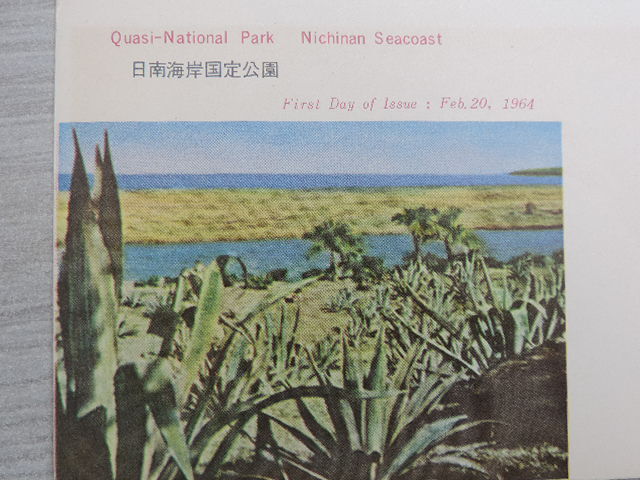 Quasi-National Park Nichinan Seacoast
日南海岸国定公園
First Day of Issue : Feb. 20, 1964